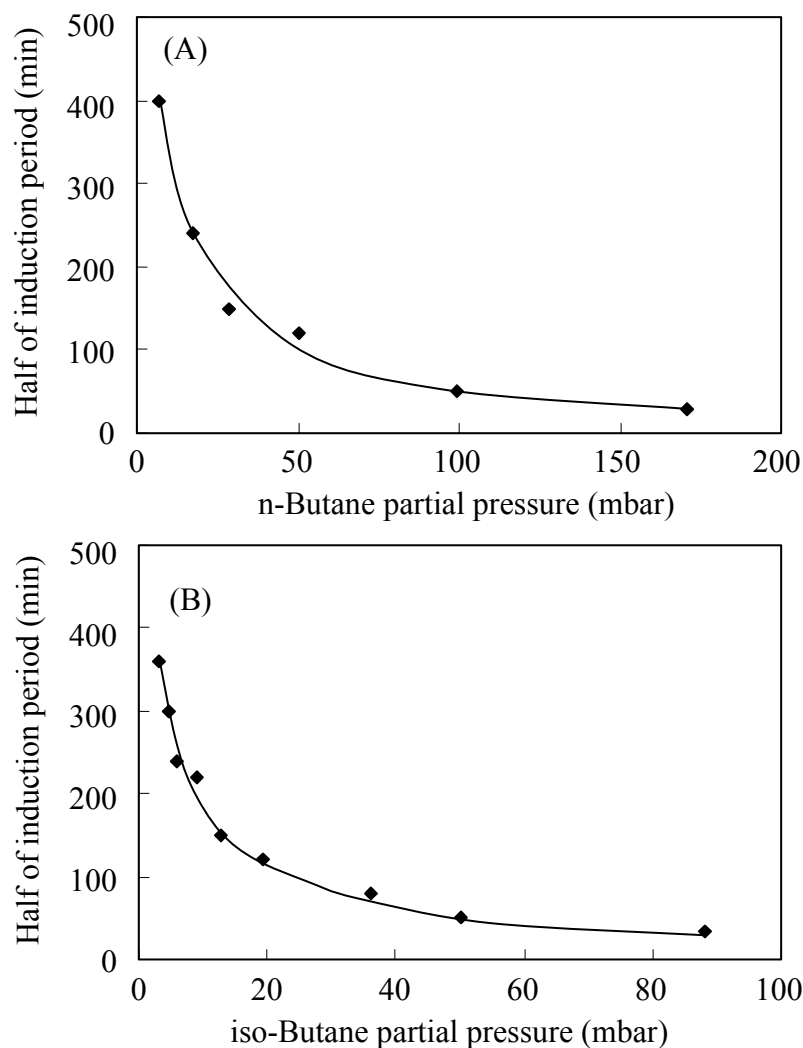 (A)
Half of induction period (min)
500
400
300
200
100
0
0 50 100 150 200
n-Butane partial pressure (mbar)
(B)
Half of induction period (min)
500
400
300
200
100
0
0 20 40 60 80 100
iso-Butane partial pressure (mbar)